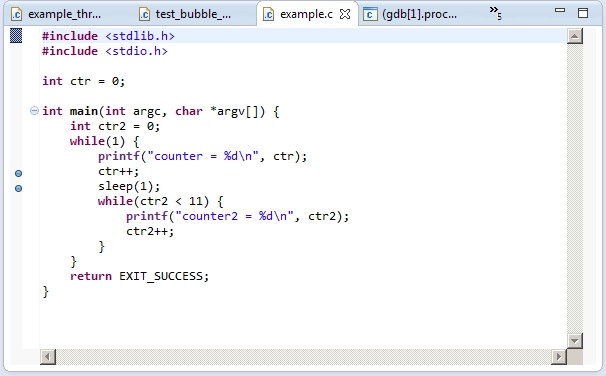 example_thr... test_bubble_... example.c (gdb[1].proc... »5
#include <stdlib.h>
#include <stdio.h>
int ctr = 0;
int main(int argc, char *argv[]) {
int ctr2 = 0;
while(1) {
printf("counter = %d\n", ctr);
ctr++;
sleep(1);
while(ctr2 < 11) {
printf("counter2 = %d\n", ctr2);
ctr2++;
}
}
return EXIT_SUCCESS;
}